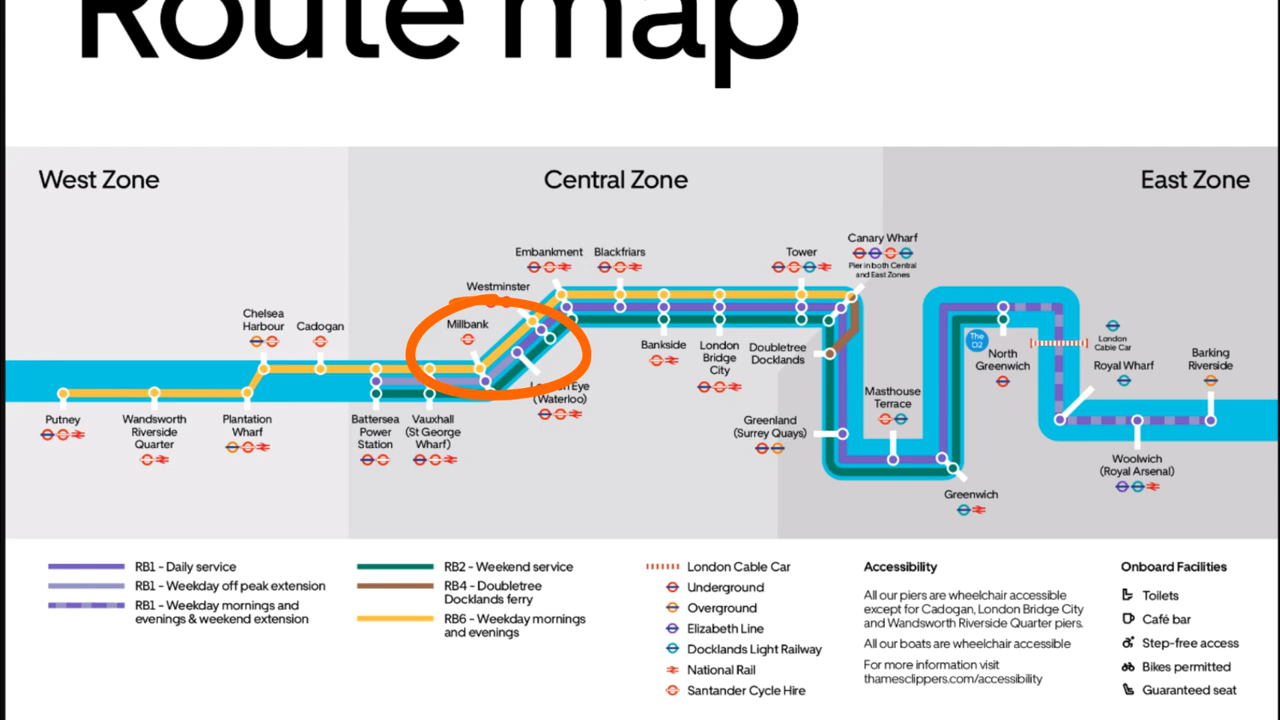 Route map
West Zone
Central Zone
East Zone
Canary Wharf
Pier in both Central
and East Zones
Embankment
Blackfriars
Tower
Westminster
Chelsea
Harbour
Cadogan
Millbank
Bankside
London
Bridge
City
Doubletree
Docklands
The
O2
North
Greenwich
London
Cable Car
Royal Wharf
Barking
Riverside
Eye
(Waterloo)
Masthouse
Terrace
Putney
Wandsworth
Riverside
Quarter
Plantation
Wharf
Battersea
Power
Station
Vauxhall
(St George
Wharf)
Greenland
(Surrey Quays)
Woolwich
(Royal Arsenal)
Greenwich
RB1 - Daily service
RB1 - Weekday off peak extension
RB1 - Weekday mornings and
evenings & weekend extension
RB2 - Weekend service
RB4 - Doubletree
Docklands ferry
RB6 - Weekday mornings
and evenings
London Cable Car
Underground
Overground
Elizabeth Line
Docklands Light Railway
National Rail
Santander Cycle Hire
Accessibility
All our piers are wheelchair accessible
except for Cadogan, London Bridge City
and Wandsworth Riverside Quarter piers.
All our boats are wheelchair accessible
For more information visit
thamesclippers.com/accessibility
Onboard Facilities
Toilets
Café bar
Step-free access
Bikes permitted
Guaranteed seat